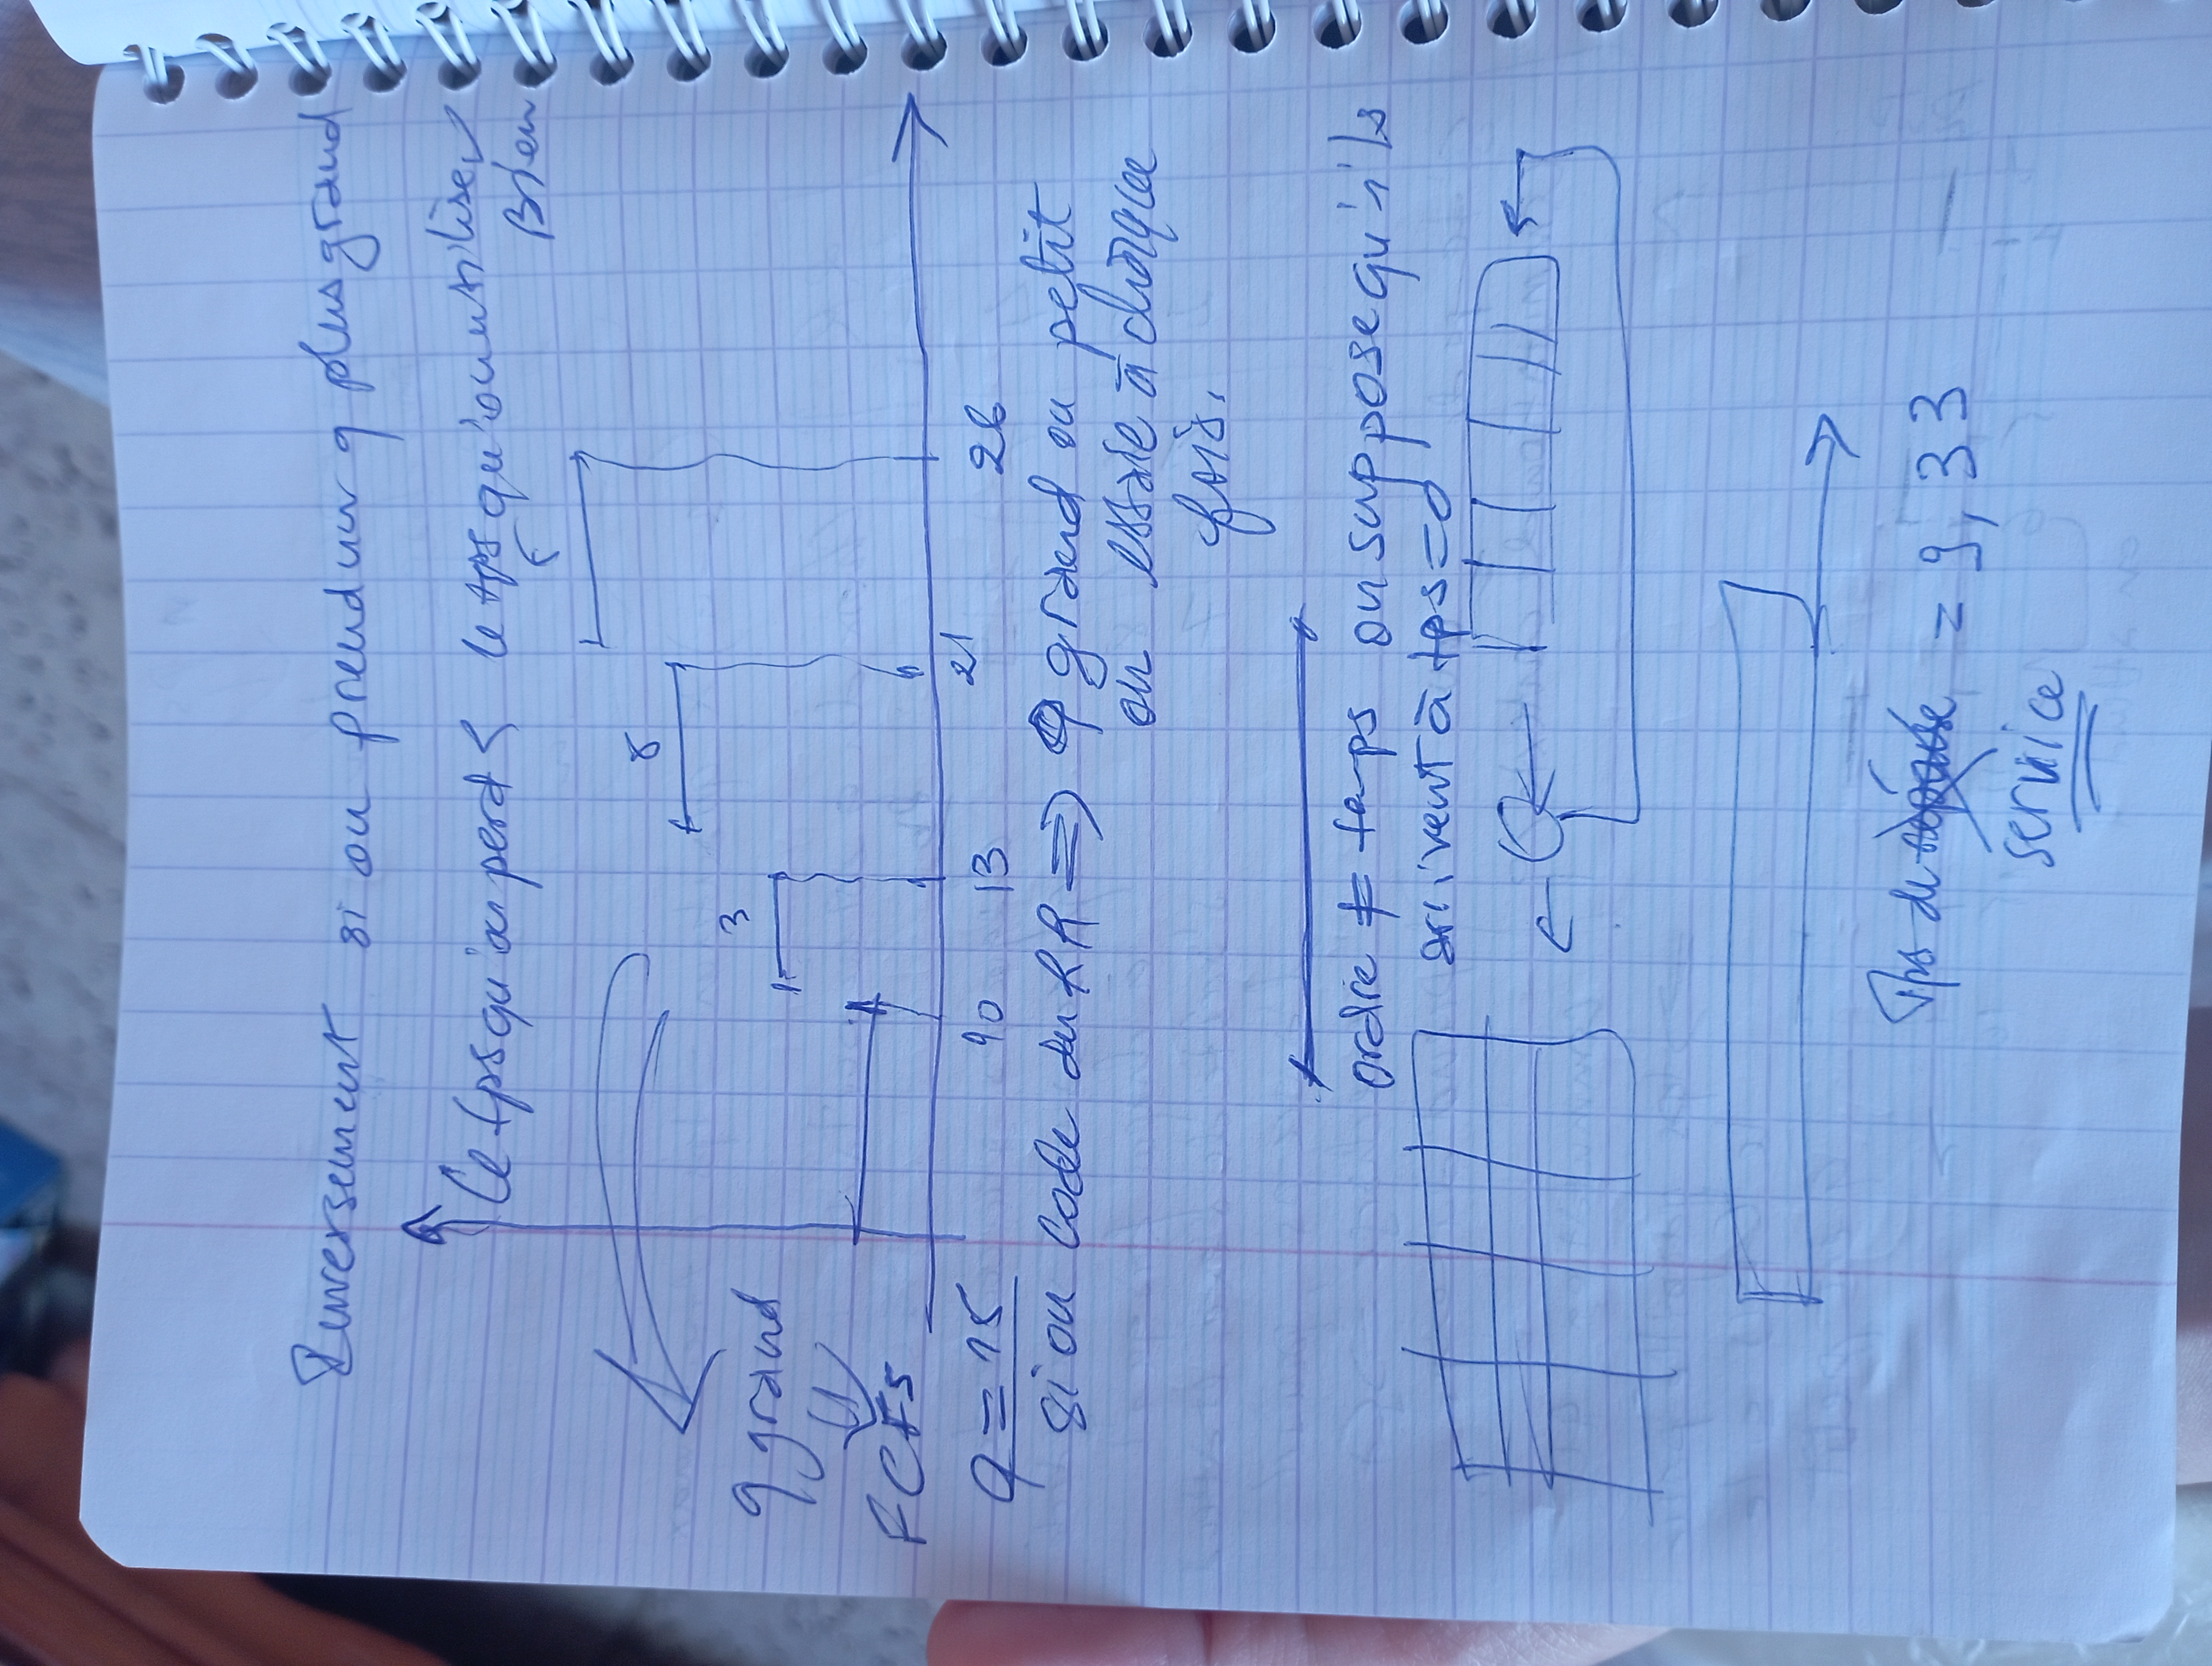 Inversement si on prend un q plus grand
le tps qu'on perd < le tps qu'on utilise
Bien
5
8
3
q grand
FCFS
q = 15
10 13 21 26
si on code du RR => q grand ou petit
on essaie à chaque
fois.
ordre ≠ temps on suppose qu'ils
arrivent à tps=0
Tps de réponse = 9,33
service